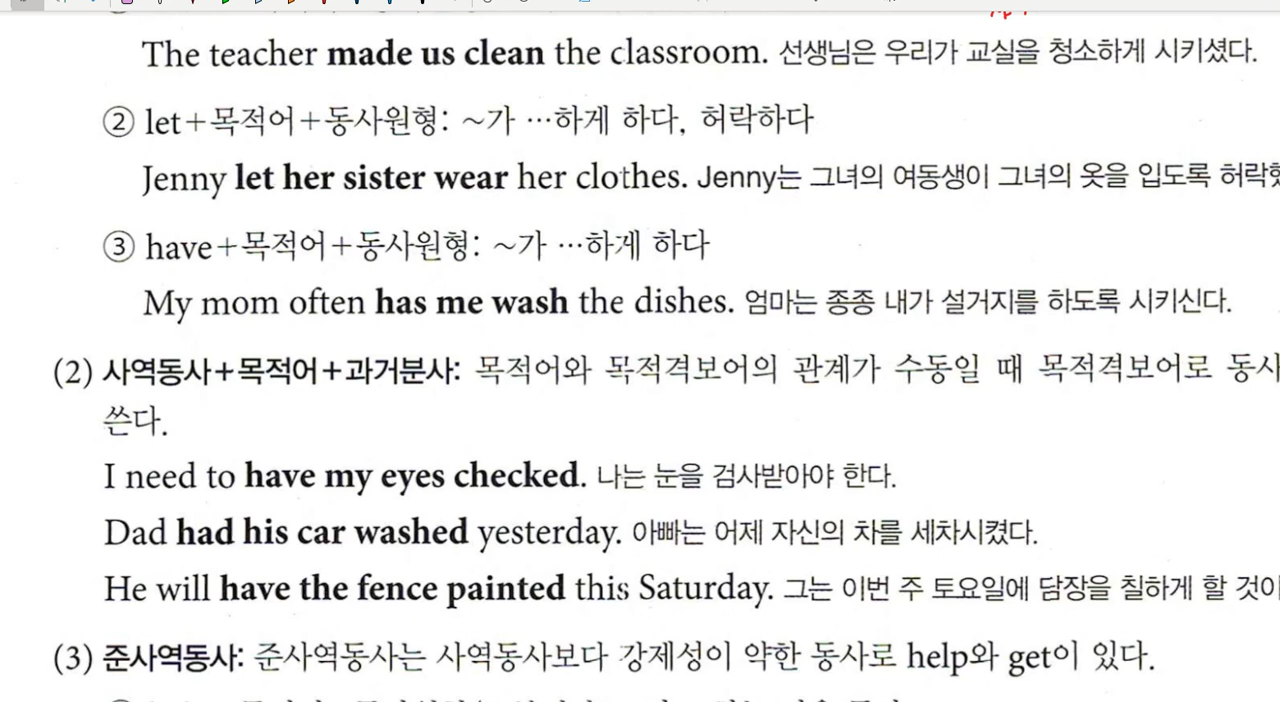 The teacher made us clean the classroom. 선생님은 우리가 교실을 청소하게 시키셨다.
② let+목적어+동사원형: ~가 …하게 하다, 허락하다
Jenny let her sister wear her clothes. Jenny는 그녀의 여동생이 그녀의 옷을 입도록
③ have+목적어+동사원형: ~가 …하게 하다
My mom often has me wash the dishes. 엄마는 종종 내가 설거지를 하도록 시키신다.
(2) 사역동사+목적어+과거분사: 목적어와 목적격보어의 관계가 수동일 때 목적격보어로 동사
쓴다.
I need to have my eyes checked. 나는 눈을 검사받아야 한다.
Dad had his car washed yesterday. 아빠는 어제 자신의 차를 세차시켰다.
He will have the fence painted this Saturday. 그는 이번 주 토요일에 담장을 칠하게 할 것이
(3) 준사역동사: 준사역동사는 사역동사보다 강제성이 약한 동사로 help와 get이 있다.